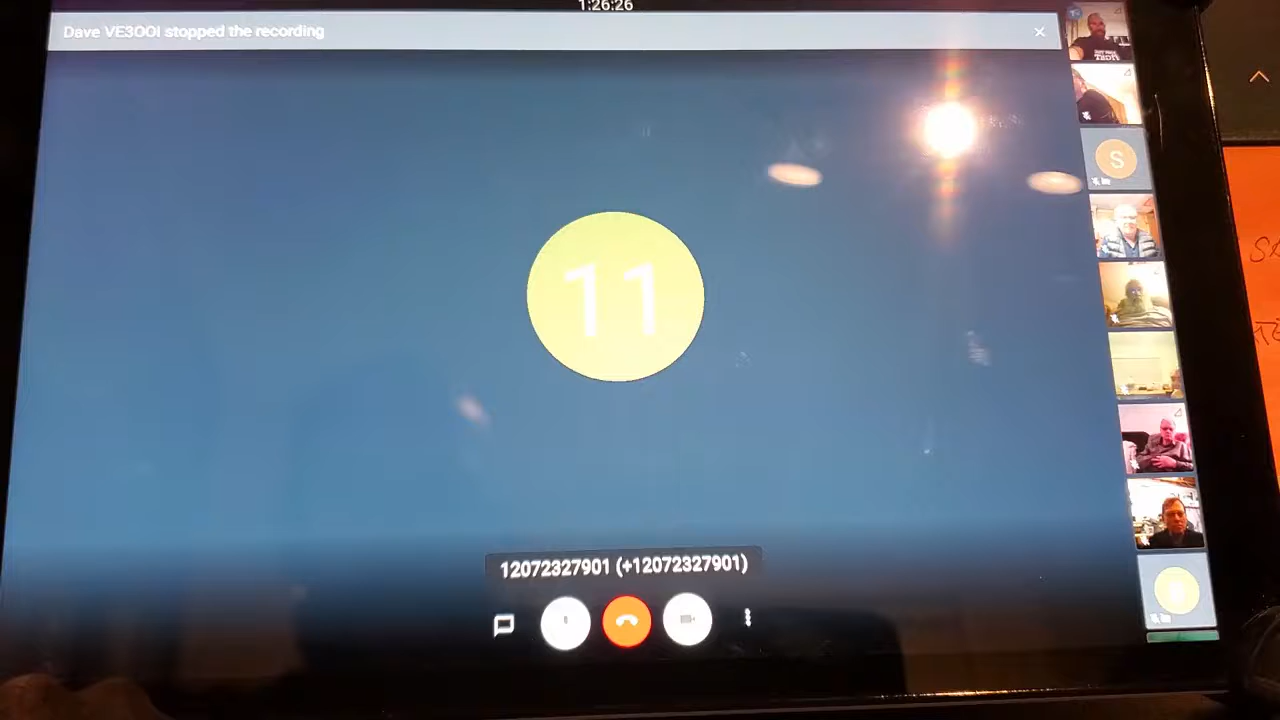 1:26:26
Dave VE3OOI stopped the recording
S
11
12072327901 (+12072327901)